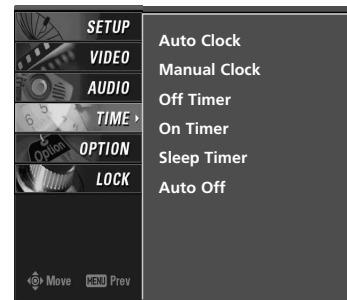 SETUP
VIDEO
AUDIO
TIME
OPTION
LOCK
Move MENU Prev
Auto Clock
Manual Clock
Off Timer
On Timer
Sleep Timer
Auto Off